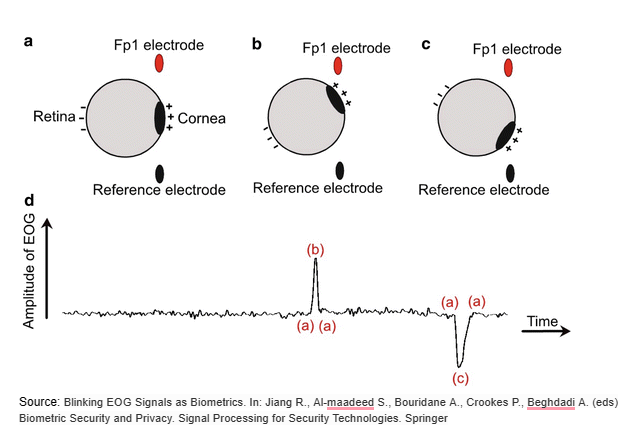 a
b
c
Fp1 electrode
Fp1 electrode
Fp1 electrode
+
+
+
+
+
+
+
+
+
-
-
-
-
-
-
-
-
-
Retina
Cornea
Reference electrode
Reference electrode
Reference electrode
d
Amplitude of EOG
(b)
(a) (a)
(a) (a)
(c)
Time
Source: Blinking EOG Signals as Biometrics. In: Jiang R., Al-maadeed S., Bouridane A., Crookes P., Beghdadi A. (eds)
Biometric Security and Privacy. Signal Processing for Security Technologies. Springer